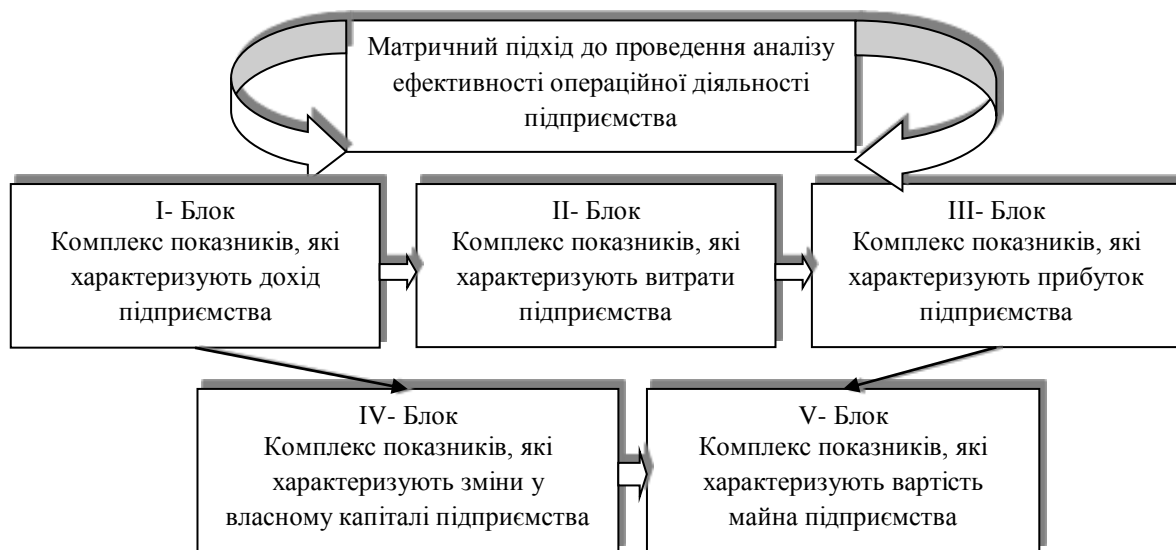 Матричний підхід до проведення аналізу
ефективності операційної діяльності
підприємства
І- Блок
Комплекс показників, які
характеризують дохід
підприємства
ІІ- Блок
Комплекс показників, які
характеризують витрати
підприємства
ІІІ- Блок
Комплекс показників, які
характеризують прибуток
підприємства
IV- Блок
Комплекс показників, які
характеризують зміни у
власному капіталі підприємства
V- Блок
Комплекс показників, які
характеризують вартість
майна підприємства